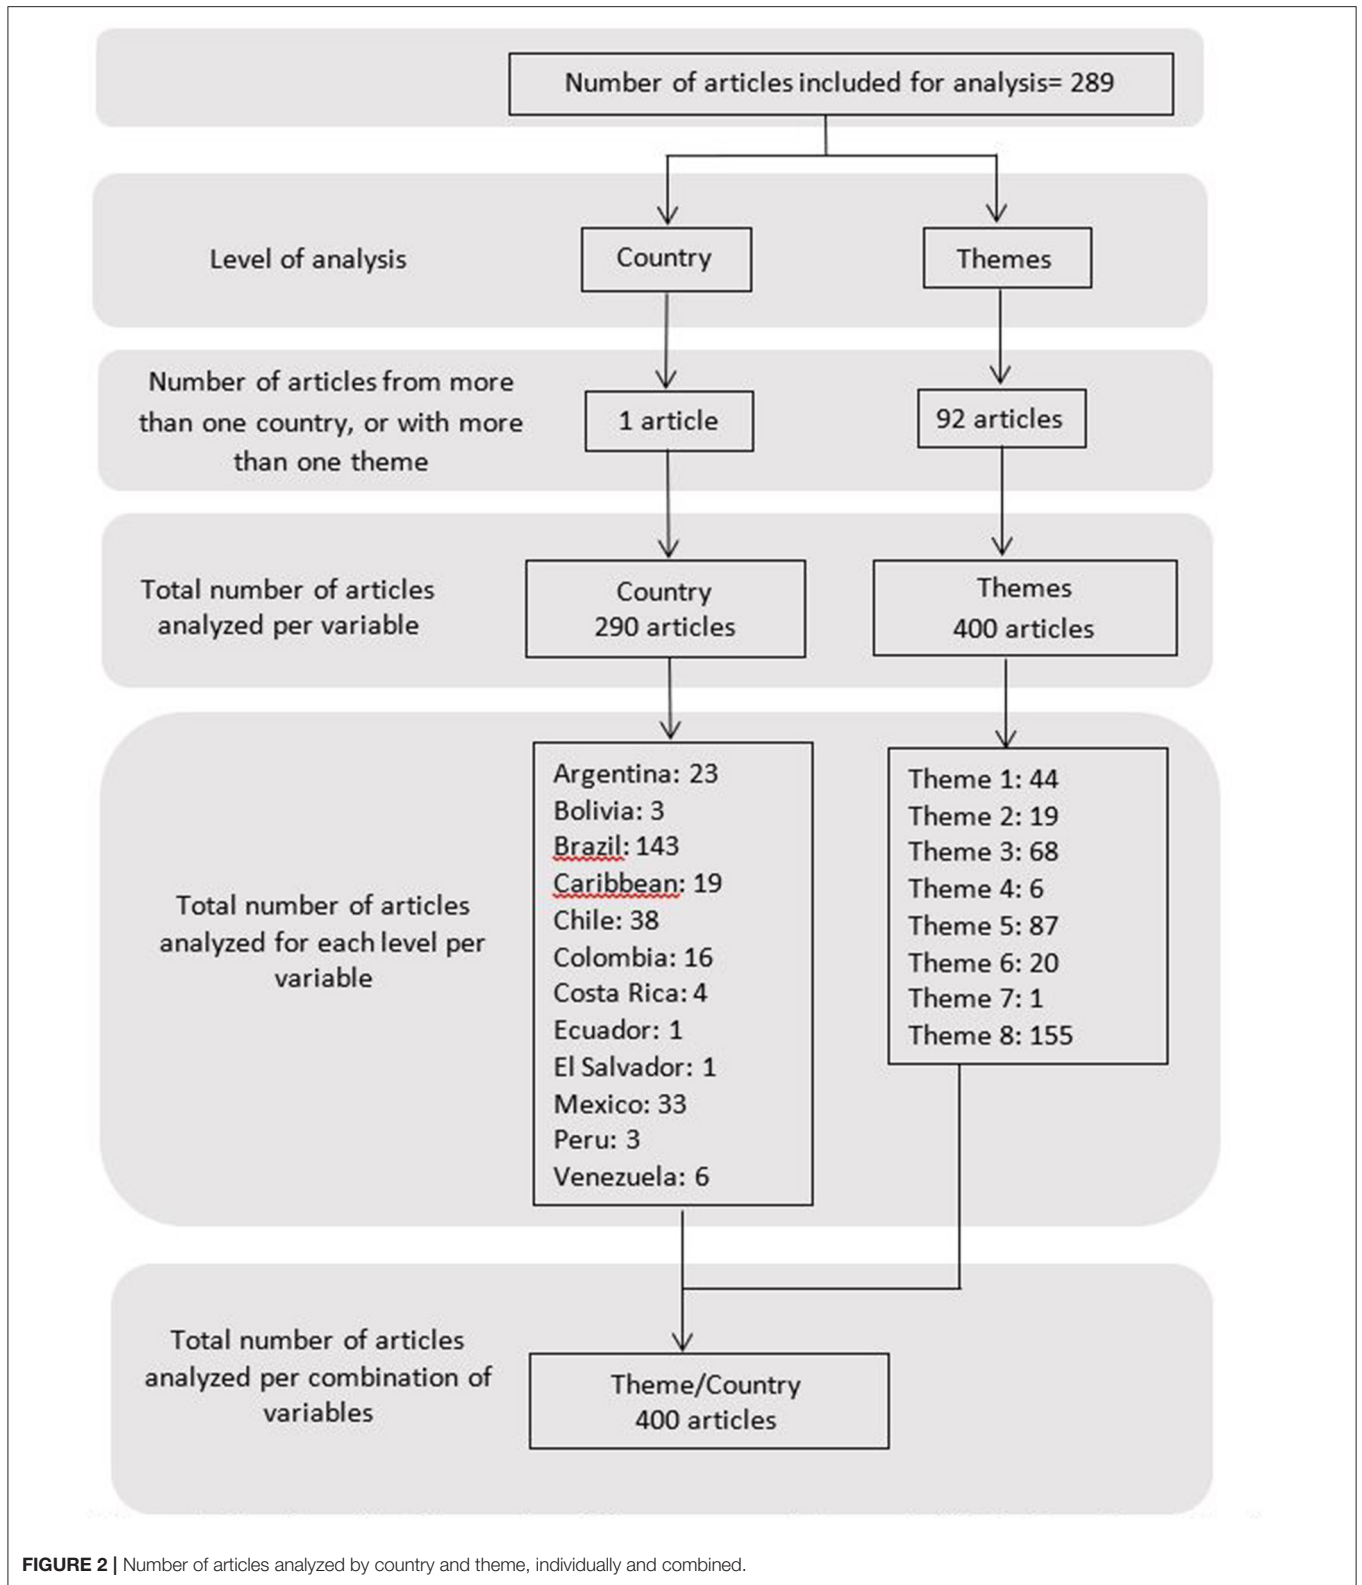 Number of articles included for analysis= 289
Level of analysis
Country
Themes
Number of articles from more
than one country, or with more
than one theme
1 article
92 articles
Total number of articles
analyzed per variable
Country
290 articles
Themes
400 articles
Total number of articles
analyzed for each level per
variable
Argentina: 23
Bolivia: 3
Brazil: 143
Caribbean: 19
Chile: 38
Colombia: 16
Costa Rica: 4
Ecuador: 1
El Salvador: 1
Mexico: 33
Peru: 3
Venezuela: 6
Theme 1: 44
Theme 2: 19
Theme 3: 68
Theme 4: 6
Theme 5: 87
Theme 6: 20
Theme 7: 1
Theme 8: 155
Total number of articles
analyzed per combination of
variables
Theme/Country
400 articles
FIGURE 2 | Number of articles analyzed by country and theme, individually and combined.